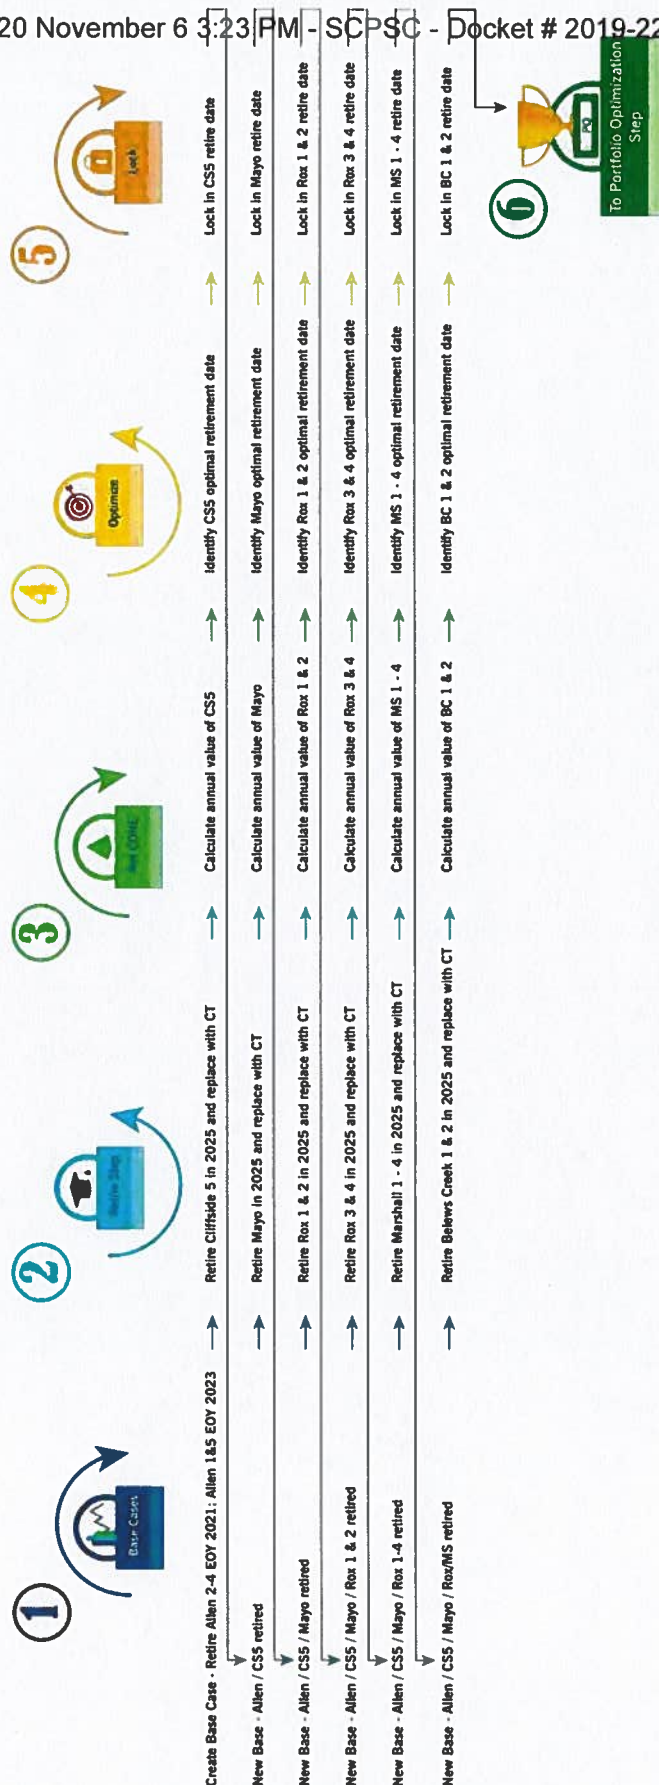 20 November 6 3:23 PM - SCPSC - Docket # 2019-22
1
Base Cases
2
Retire Step
3
Net CONE
4
Optimize
5
Lock
Create Base Case - Retire Allen 2-4 EOY 2021: Allen 1&5 EOY 2023
Retire Cliffside 5 in 2025 and replace with CT
Calculate annual value of CS5
Identify CS5 optimal retirement date
Lock in CS5 retire date
New Base - Allen / CS5 retired
Retire Mayo in 2025 and replace with CT
Calculate annual value of Mayo
Identify Mayo optimal retirement date
Lock in Mayo retire date
New Base - Allen / CS5 / Mayo retired
Retire Rox 1 & 2 in 2025 and replace with CT
Calculate annual value of Rox 1 & 2
Identify Rox 1 & 2 optimal retirement date
Lock in Rox 1 & 2 retire date
New Base - Allen / CS5 / Mayo / Rox 1 & 2 retired
Retire Rox 3 & 4 in 2025 and replace with CT
Calculate annual value of Rox 3 & 4
Identify Rox 3 & 4 optimal retirement date
Lock in Rox 3 & 4 retire date
New Base - Allen / CS5 / Mayo / Rox 1-4 retired
Retire Marshall 1 - 4 in 2025 and replace with CT
Calculate annual value of MS 1 - 4
Identify MS 1 - 4 optimal retirement date
Lock in MS 1 - 4 retire date
New Base - Allen / CS5 / Mayo / Rox/MS retired
Retire Belews Creek 1 & 2 in 2025 and replace with CT
Calculate annual value of BC 1 & 2
Identify BC 1 & 2 optimal retirement date
Lock in BC 1 & 2 retire date
6
PO
To Portfolio Optimization
Step